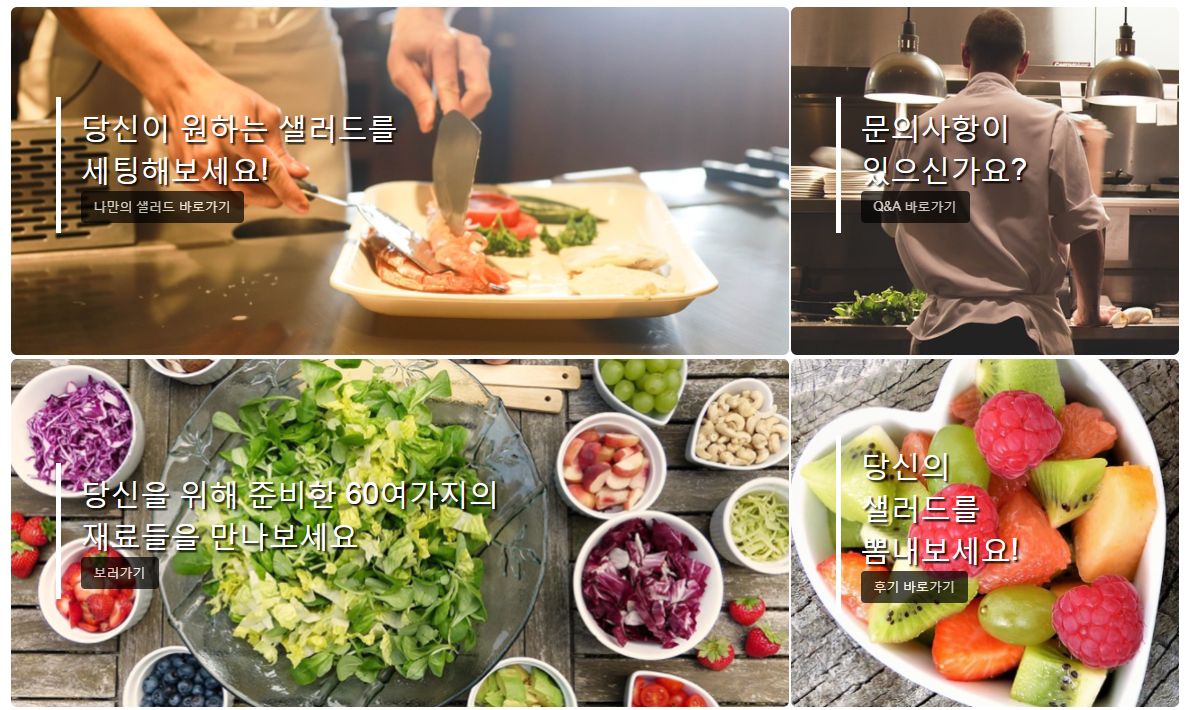 당신이 원하는 샐러드를
세팅해보세요!
나만의 샐러드 바로가기
문의사항이
있으신가요?
Q&A 바로가기
당신을 위해 준비한 60여가지의
재료들을 만나보세요
보러가기
당신의
샐러드를
뽐내보세요!
후기 바로가기